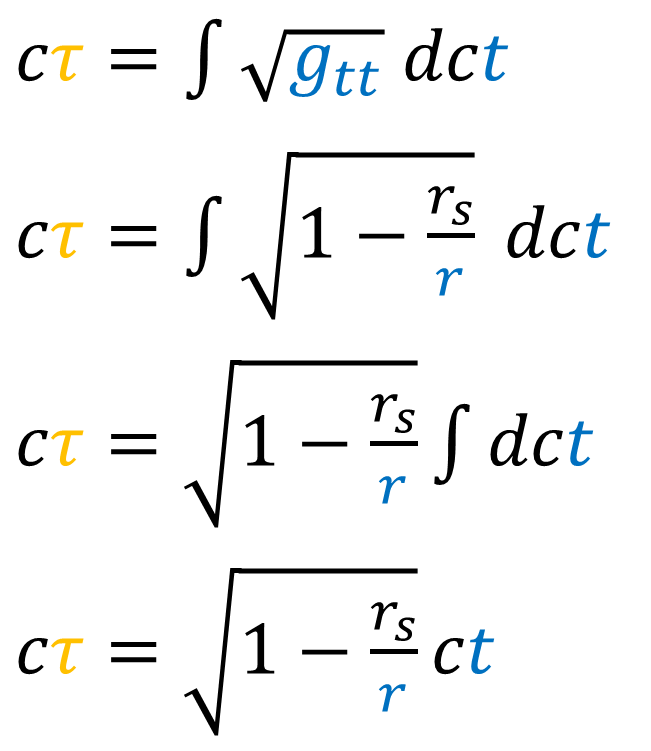 cτ = ∫ √(g_tt) dct
cτ = ∫ √(1 − r_s/r) dct
cτ = √(1 − r_s/r) ∫ dct
cτ = √(1 − r_s/r) ct